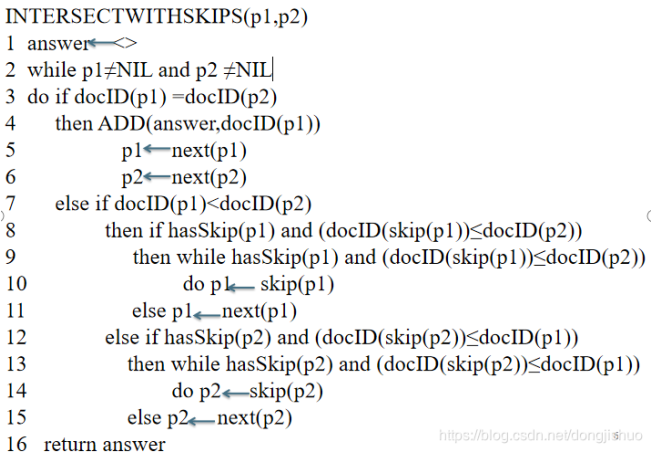 INTERSECTWITHSKIPS(p1,p2)
1 answer←<>
2 while p1≠NIL and p2 ≠NIL
3 do if docID(p1) =docID(p2)
4 then ADD(answer,docID(p1))
5 p1←next(p1)
6 p2←next(p2)
7 else if docID(p1)<docID(p2)
8 then if hasSkip(p1) and (docID(skip(p1))≤docID(p2))
9 then while hasSkip(p1) and (docID(skip(p1))≤docID(p2))
10 do p1← skip(p1)
11 else p1←next(p1)
12 else if hasSkip(p2) and (docID(skip(p2))≤docID(p1))
13 then while hasSkip(p2) and (docID(skip(p2))≤docID(p1))
14 do p2←skip(p2)
15 else p2←next(p2)
16 return answer
https://blog.csdn.net/dongjishuo